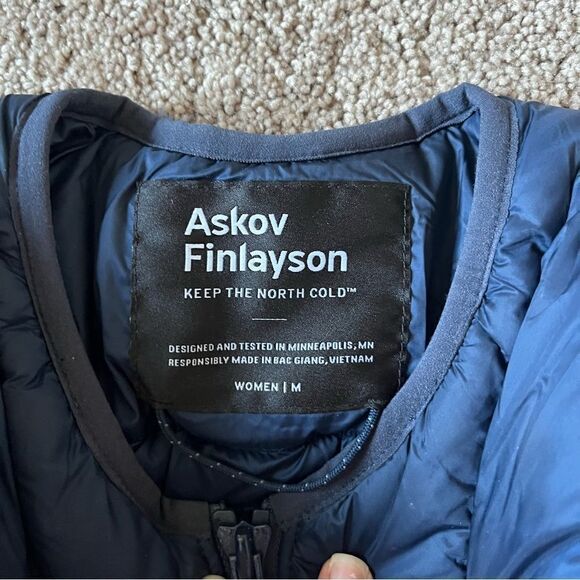 Askov
Finlayson
KEEP THE NORTH COLD™
DESIGNED AND TESTED IN MINNEAPOLIS, MN
RESPONSIBLY MADE IN BAC GIANG, VIETNAM
WOMEN | M